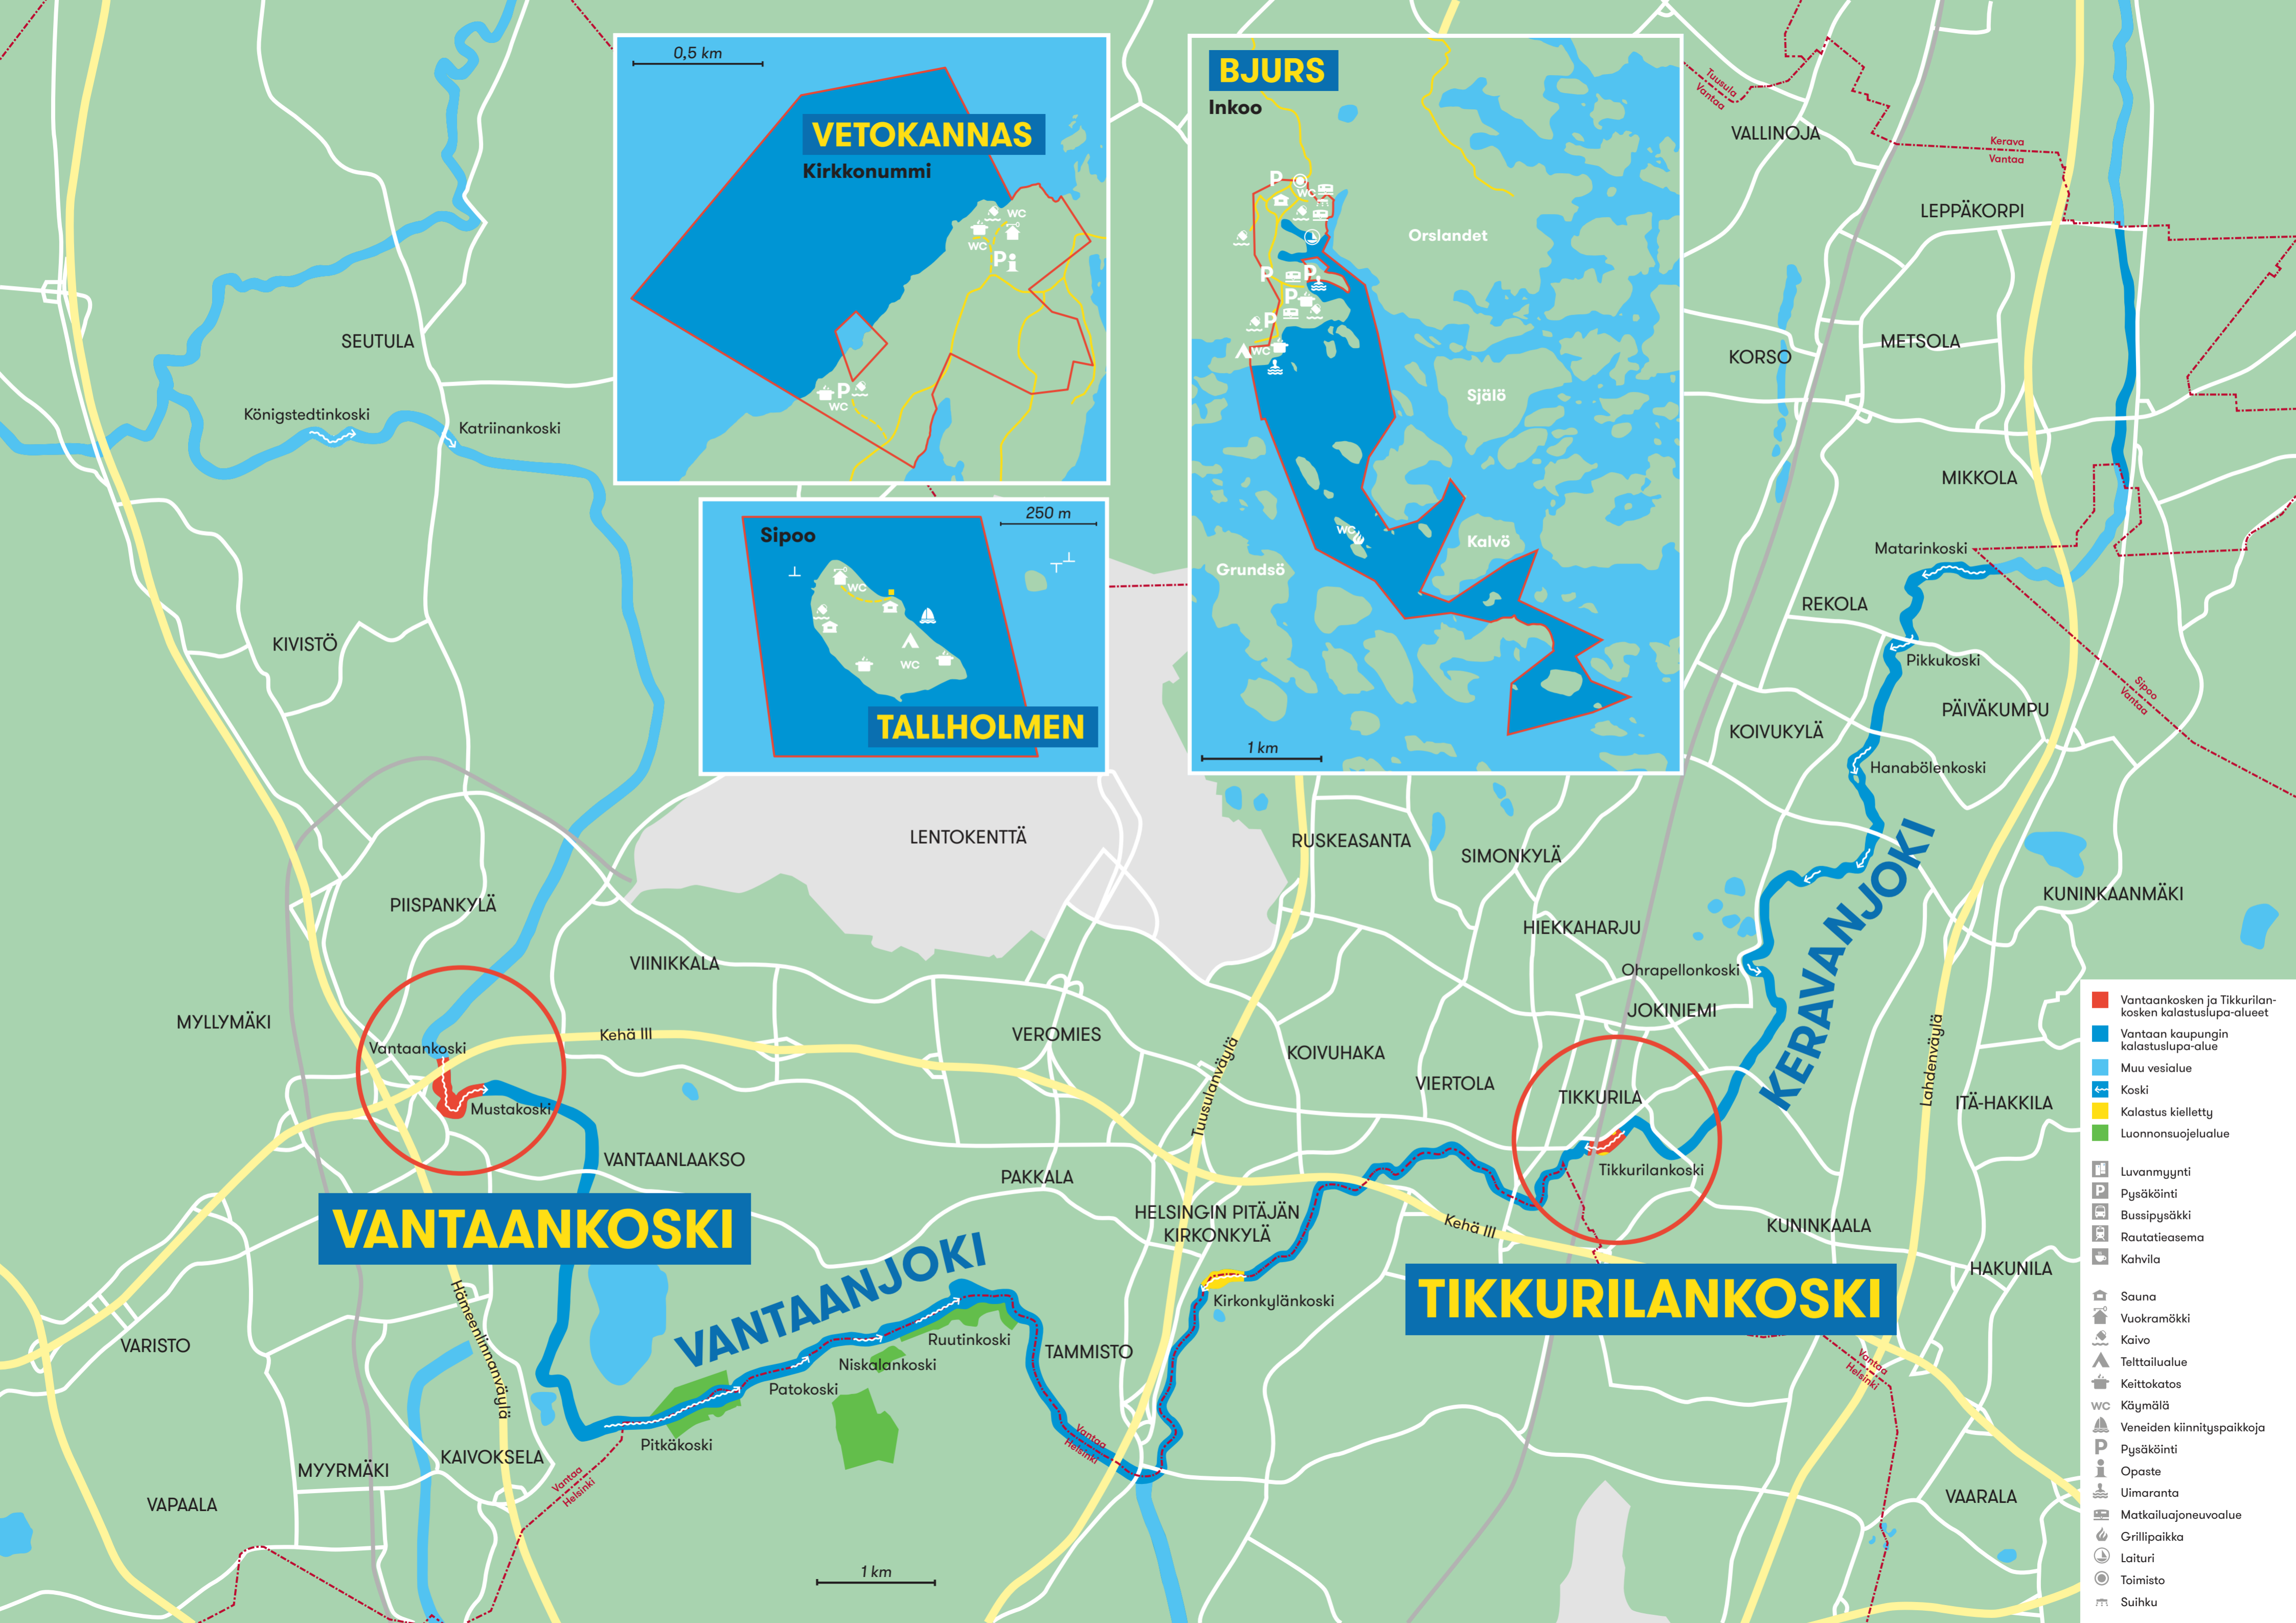 0,5 km
VETOKANNAS
Kirkkonummi
WC
WC
P
P
WC
Sipoo
250 m
WC
WC
TALLHOLMEN
BJURS
Inkoo
P
WC
Orslandet
P
P
P
P
WC
Själö
WC
Kalvö
Grundsö
1 km
Tuusula
Vantaa
VALLINOJA
Kerava
Vantaa
LEPPÄKORPI
METSOLA
KORSO
MIKKOLA
Matarinkoski
REKOLA
Pikkukoski
Sipoo
Vantaa
PÄIVÄKUMPU
KOIVUKYLÄ
Hanabölenkoski
SEUTULA
Königstedtinkoski
Katriinankoski
KIVISTÖ
LENTOKENTTÄ
RUSKEASANTA
SIMONKYLÄ
KUNINKAANMÄKI
PIISPANKYLÄ
HIEKKAHARJU
VIINIKKALA
Ohrapellonkoski
KERAVANJOKI
JOKINIEMI
MYLLYMÄKI
Vantaankoski
Kehä III
VEROMIES
KOIVUHAKA
Tuusulanväylä
VIERTOLA
Lahdenväylä
ITÄ-HAKKILA
TIKKURILA
Mustakoski
VANTAANLAAKSO
PAKKALA
Tikkurilankoski
VANTAANKOSKI
HELSINGIN PITÄJÄN
KIRKONKYLÄ
Kehä III
KUNINKAALA
HAKUNILA
VANTAANJOKI
Kirkonkylänkoski
TIKKURILANKOSKI
Hämeenlinnanväylä
VARISTO
Ruutinkoski
TAMMISTO
Niskalankoski
Patokoski
Vantaa
Helsinki
Pitkäkoski
Vantaa
Helsinki
KAIVOKSELA
MYYRMÄKI
Vantaa
Helsinki
VAPAALA
VAARALA
1 km
Vantaankosken ja Tikkurilan-
kosken kalastuslupa-alueet
Vantaan kaupungin
kalastuslupa-alue
Muu vesialue
Koski
Kalastus kielletty
Luonnonsuojelualue
Luvanmyynti
P Pysäköinti
Bussipysäkki
Rautatieasema
Kahvila
Sauna
Vuokramökki
Kaivo
Telttailualue
Keittokatos
WC Käymälä
Veneiden kiinnityspaikkoja
P Pysäköinti
Opaste
Uimaranta
Matkailuajoneuvoalue
Grillipaikka
Laituri
Toimisto
Suihku